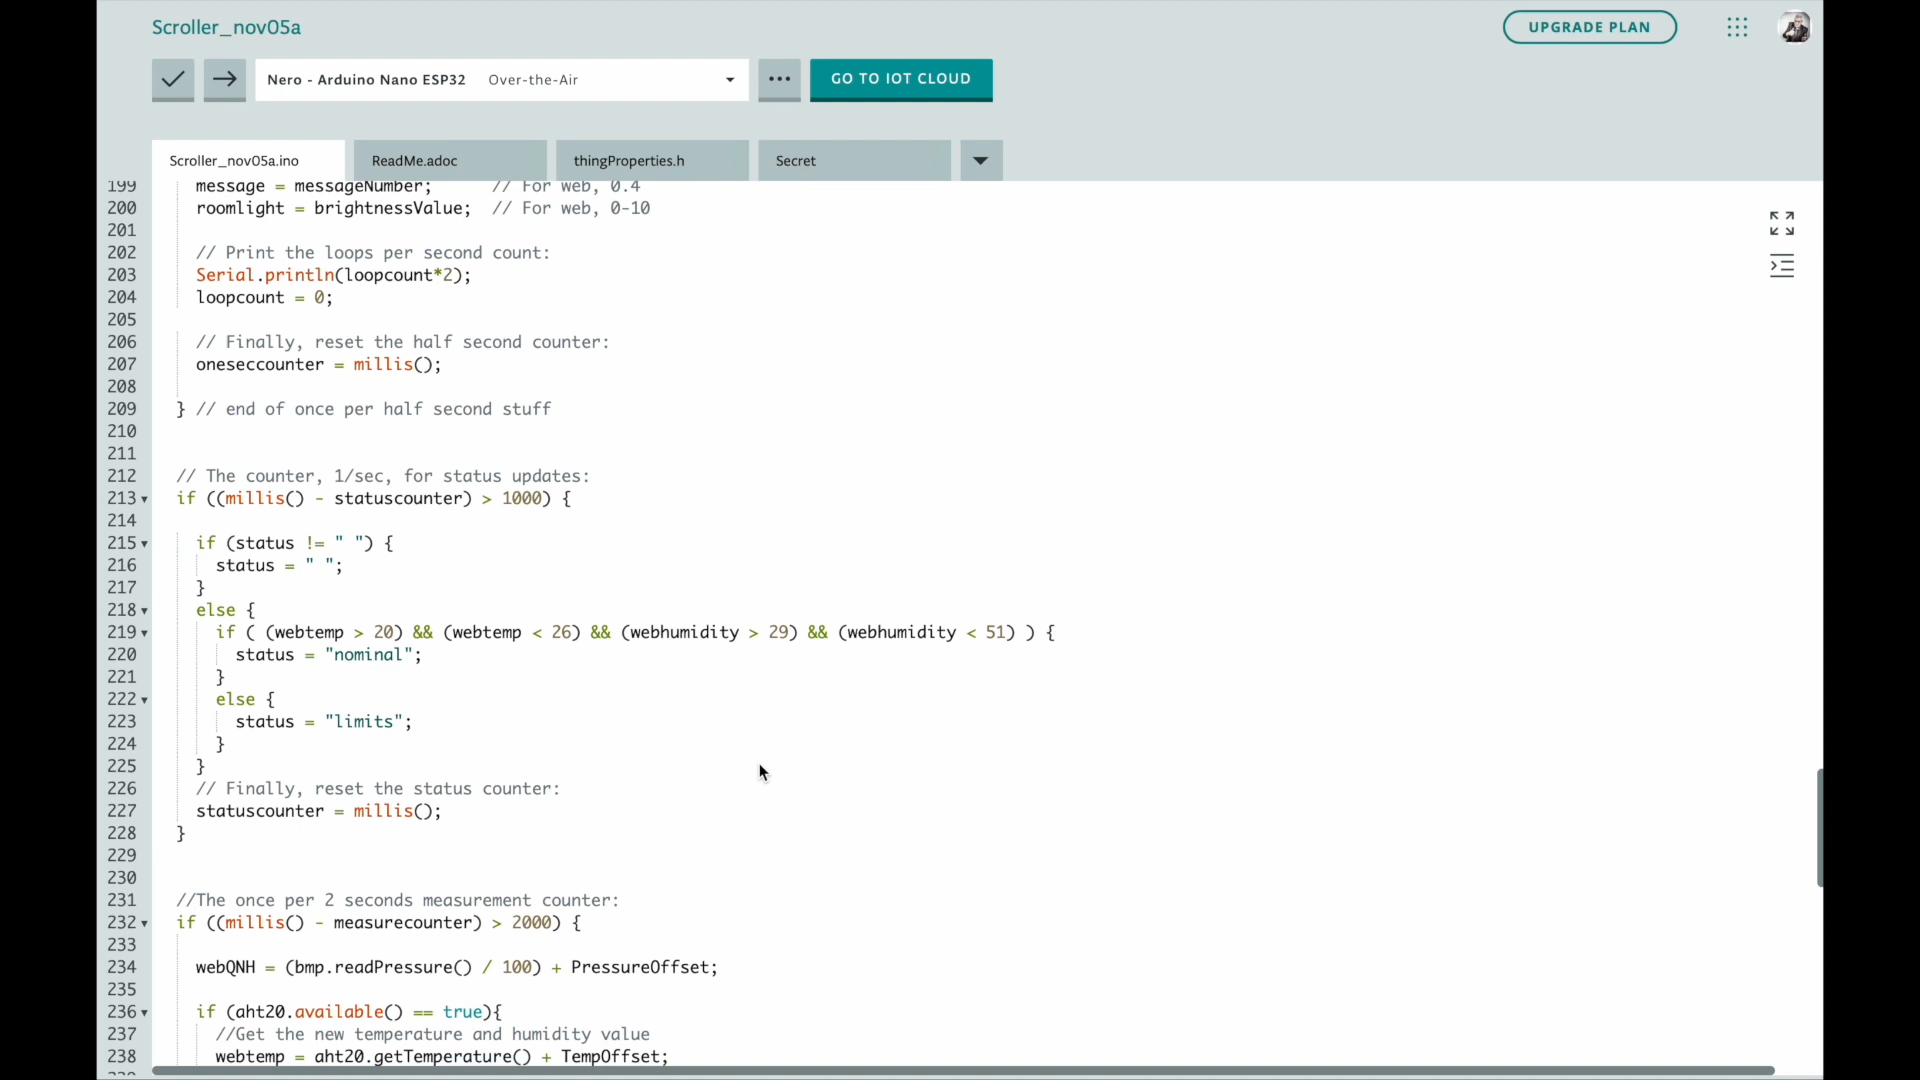 Scroller_nov05a
UPGRADE PLAN
Nero - Arduino Nano ESP32 Over-the-Air
GO TO IOT CLOUD
Scroller_nov05a.ino ReadMe.adoc thingProperties.h Secret
199 message = messageNumber; // For web, 0.4
200 roomlight = brightnessValue; // For web, 0-10
201
202 // Print the loops per second count:
203 Serial.println(loopcount*2);
204 loopcount = 0;
205
206 // Finally, reset the half second counter:
207 oneseccounter = millis();
208
209 } // end of once per half second stuff
210
211
212 // The counter, 1/sec, for status updates:
213 if ((millis() - statuscounter) > 1000) {
214
215 if (status != " ") {
216 status = " ";
217 }
218 else {
219 if ( (webtemp > 20) && (webtemp < 26) && (webhumidity > 29) && (webhumidity < 51) ) {
220 status = "nominal";
221 }
222 else {
223 status = "limits";
224 }
225 }
226 // Finally, reset the status counter:
227 statuscounter = millis();
228 }
229
230
231 //The once per 2 seconds measurement counter:
232 if ((millis() - measurecounter) > 2000) {
233
234 webQNH = (bmp.readPressure() / 100) + PressureOffset;
235
236 if (aht20.available() == true){
237 //Get the new temperature and humidity value
238 webtemp = aht20.getTemperature() + TempOffset;